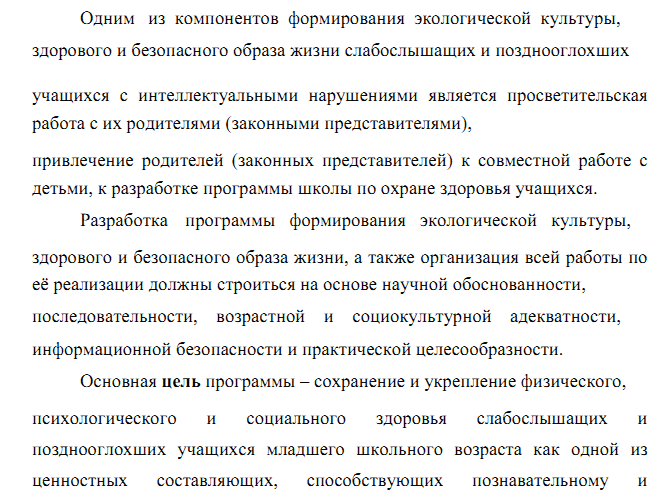 Одним из компонентов формирования экологической культуры,
здорового и безопасного образа жизни слабослышащих и позднооглохших
учащихся с интеллектуальными нарушениями является просветительская
работа с их родителями (законными представителями),
привлечение родителей (законных представителей) к совместной работе с
детьми, к разработке программы школы по охране здоровья учащихся.
Разработка программы формирования экологической культуры,
здорового и безопасного образа жизни, а также организация всей работы по
её реализации должны строиться на основе научной обоснованности,
последовательности, возрастной и социокультурной адекватности,
информационной безопасности и практической целесообразности.
Основная цель программы – сохранение и укрепление физического,
психологического и социального здоровья слабослышащих и
позднооглохших учащихся младшего школьного возраста как одной из
ценностных составляющих, способствующих познавательному и